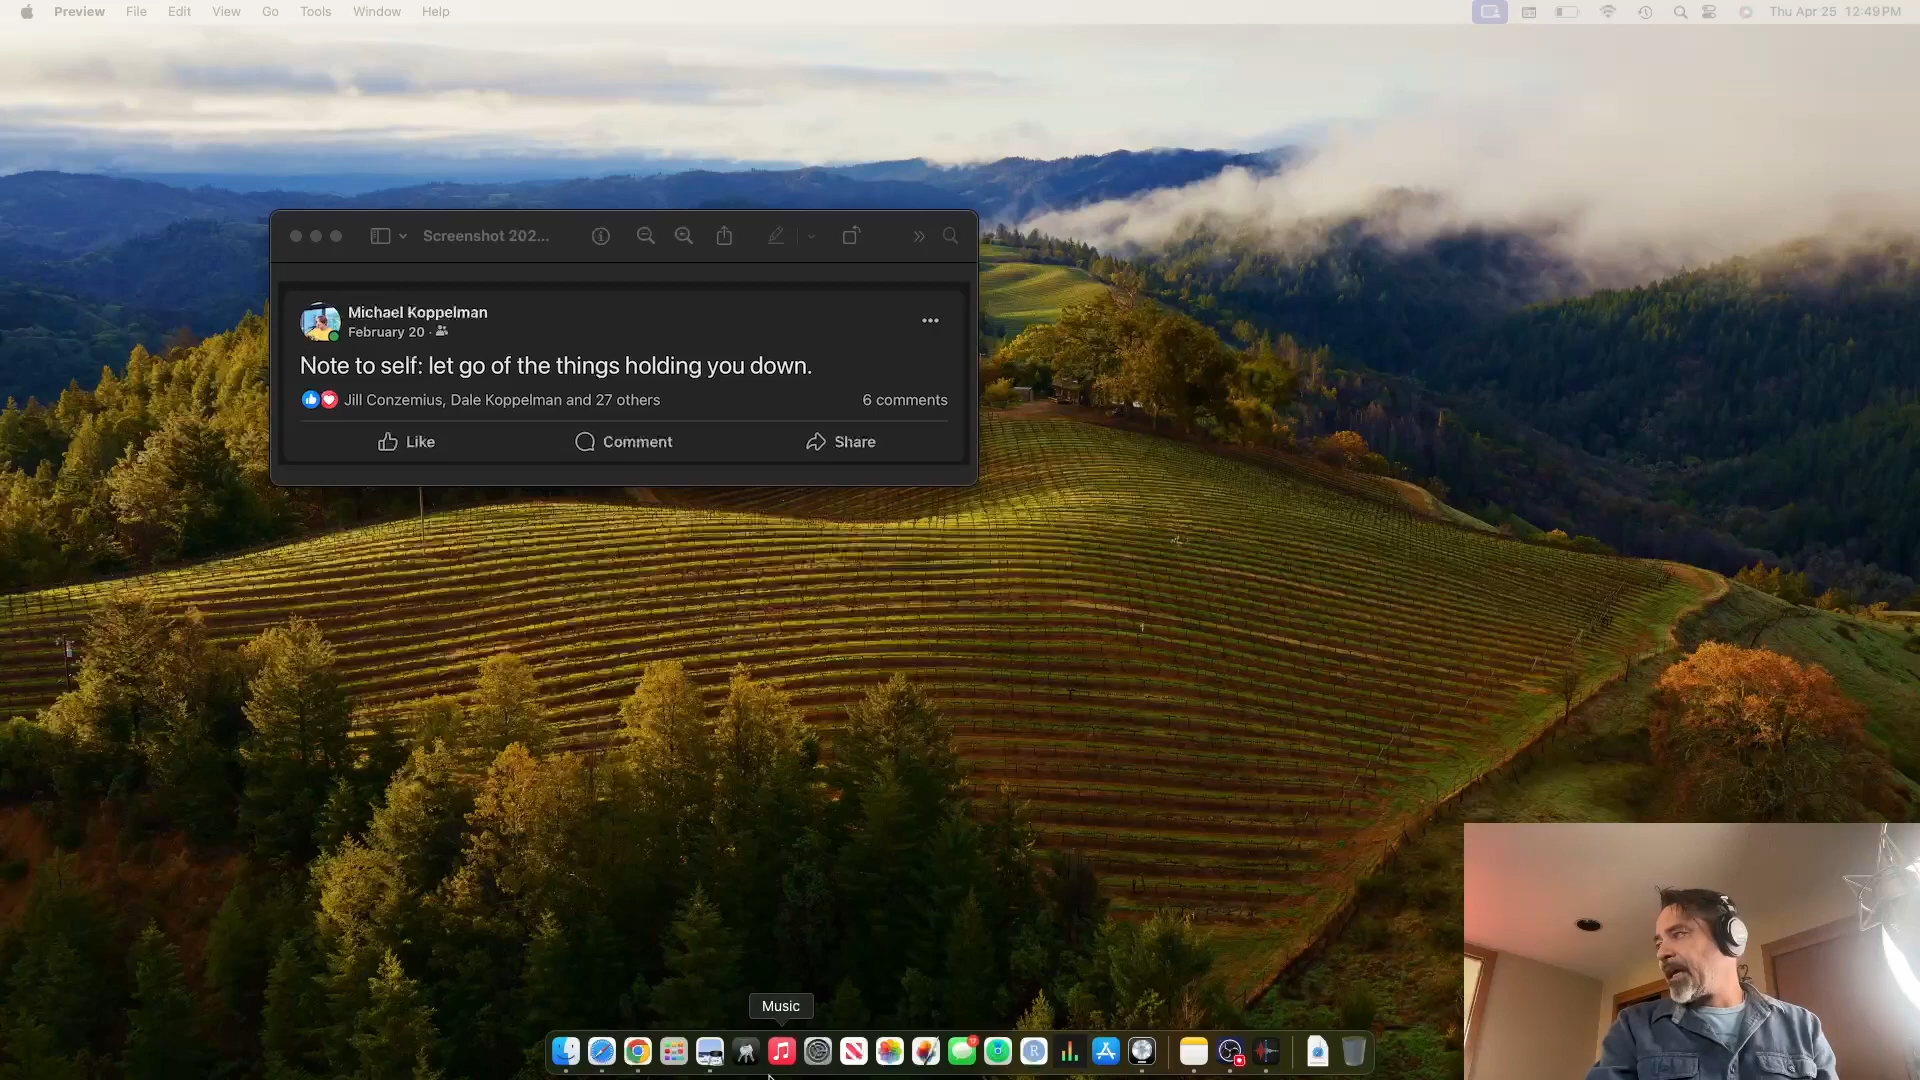 Preview File Edit View Go Tools Window Help Thu Apr 25 12:49 PM
Screenshot 202...
Michael Koppelman
February 20 ·
Note to self: let go of the things holding you down.
Jill Conzemius, Dale Koppelman and 27 others 6 comments
Like Comment Share
Music
17
R